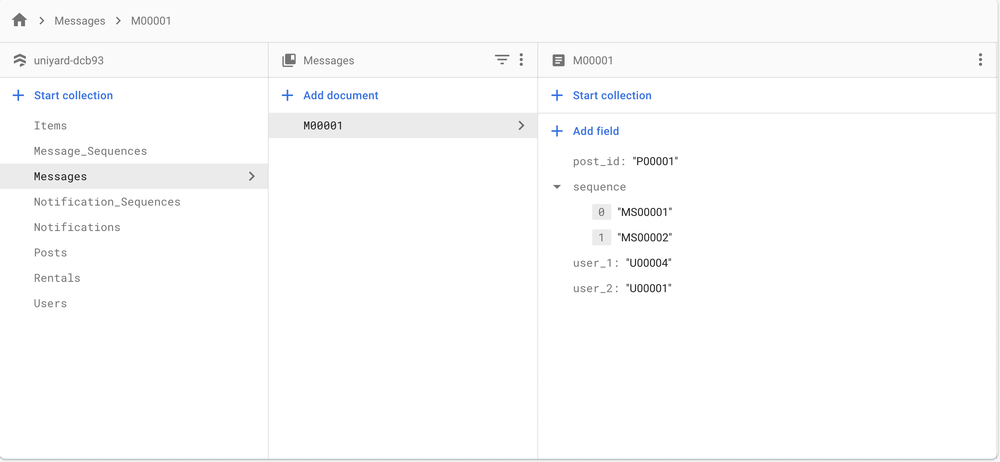 Messages M00001
uniyard-dcb93
Start collection
Items
Message_Sequences
Messages
Notification_Sequences
Notifications
Posts
Rentals
Users
Messages
Add document
M00001
M00001
Start collection
Add field
post_id: "P00001"
sequence
0 "MS00001"
1 "MS00002"
user_1: "U00004"
user_2: "U00001"